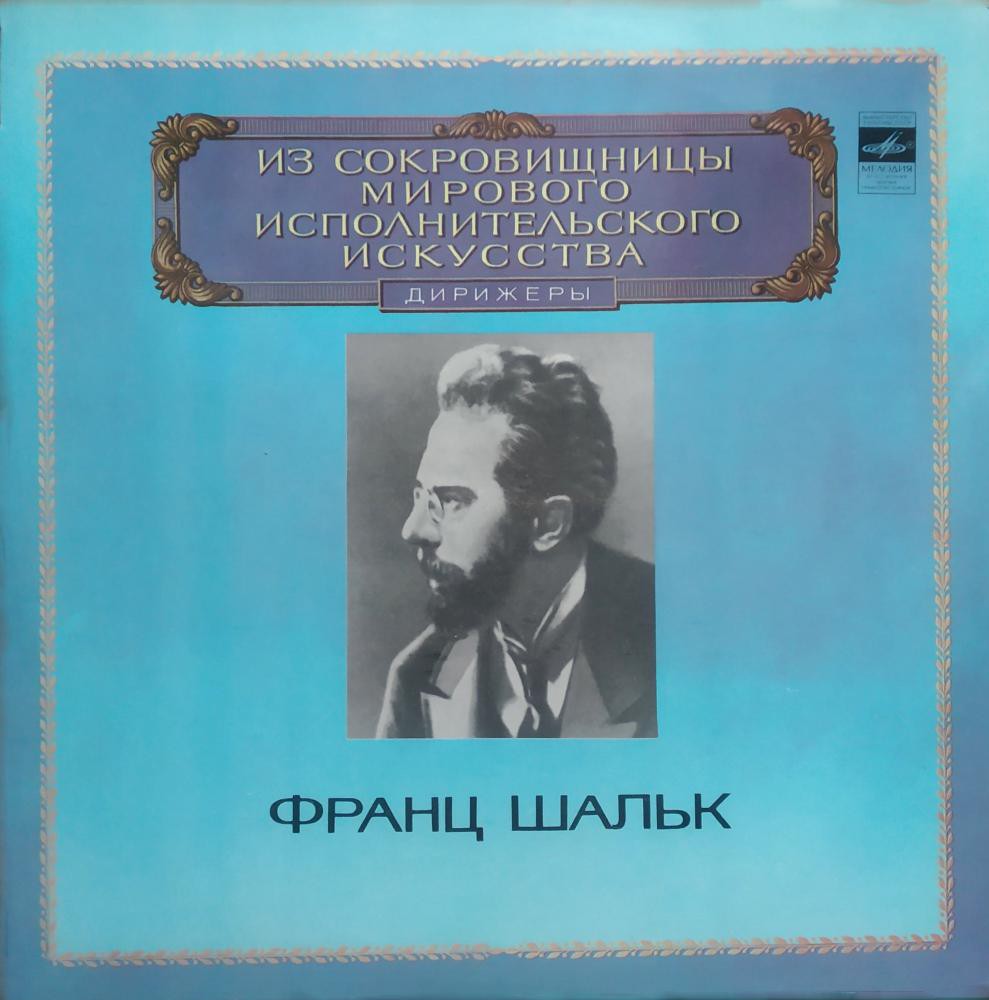 ИЗ СОКРОВИЩНИЦЫ
МИРОВОГО
ИСПОЛНИТЕЛЬСКОГО
ИСКУССТВА
ДИРИЖЕРЫ
МЕЛОДИЯ
ФРАНЦ ШАЛЬК